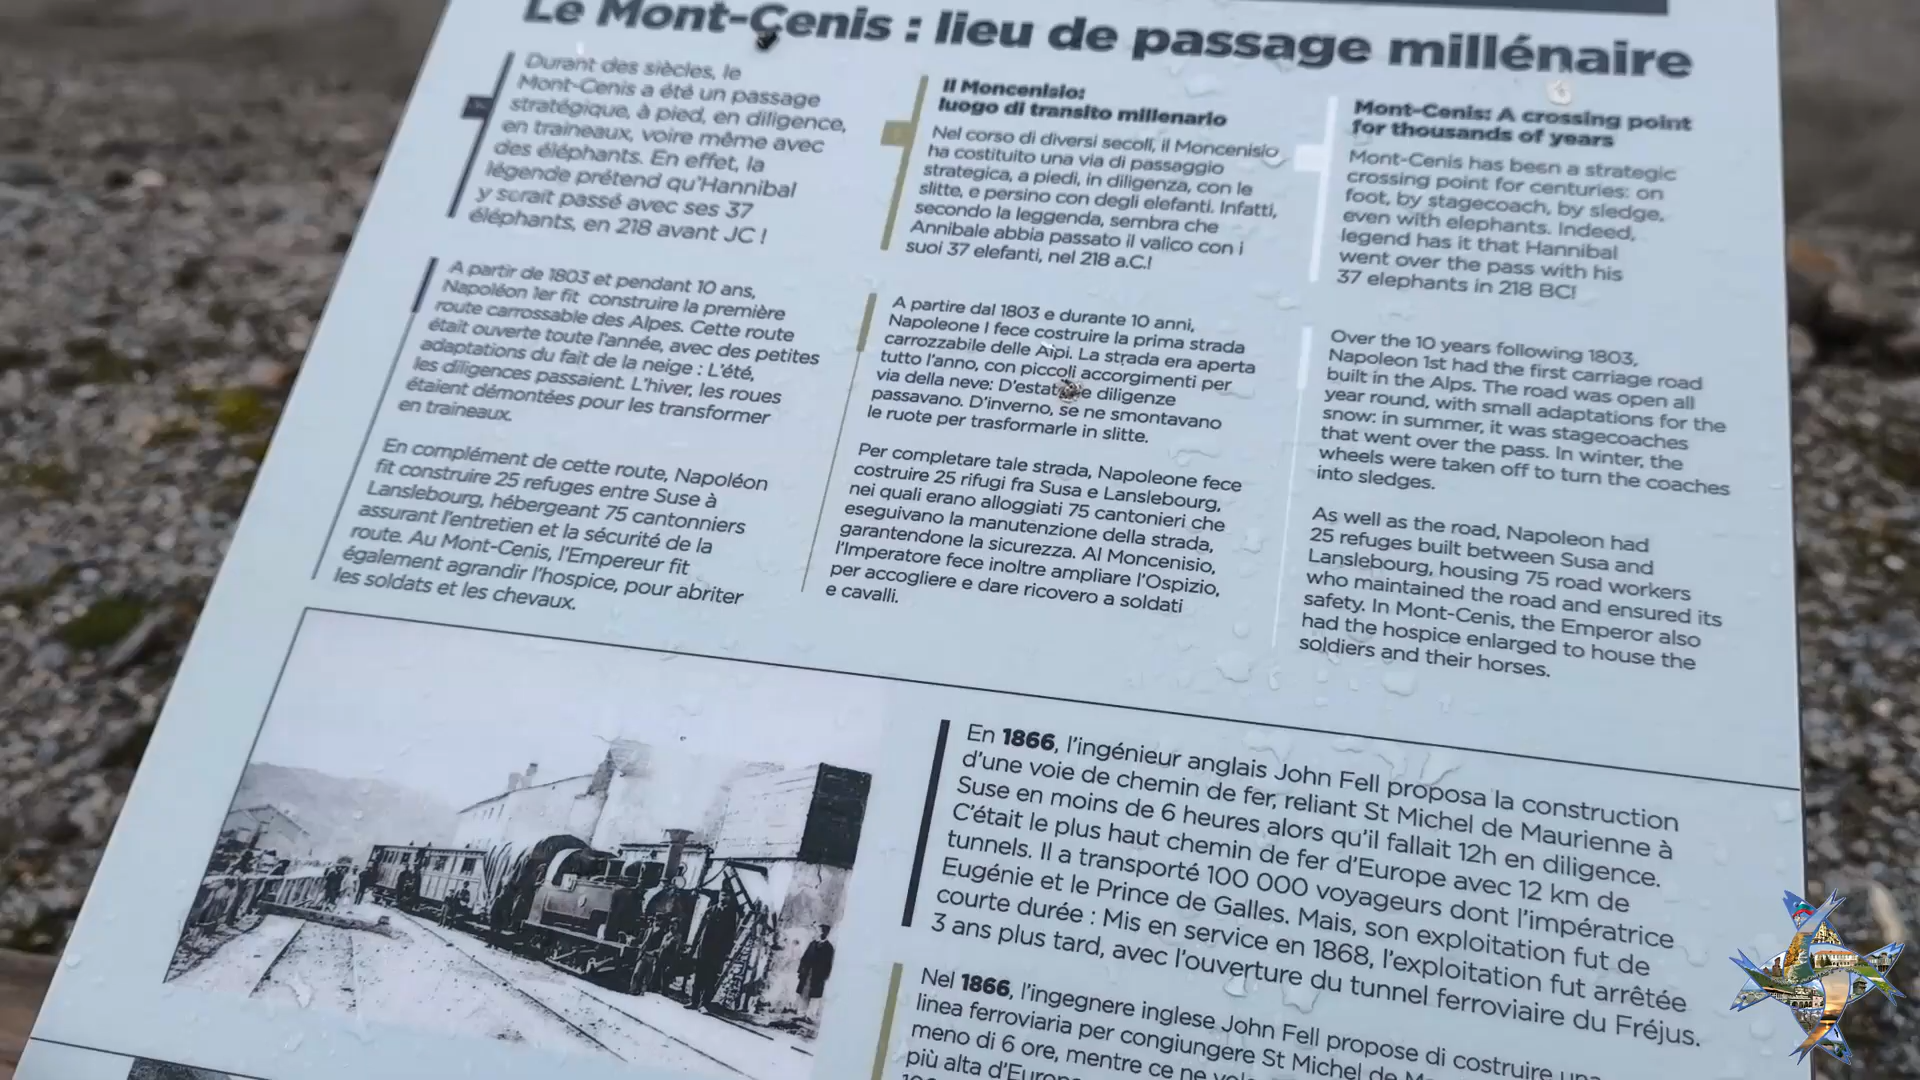 Le Mont-Cenis : lieu de passage millénaire
Durant des siècles, le
Mont-Cenis a été un passage
stratégique, à pied, en diligence,
en traineaux, voire même avec
des éléphants. En effet, la
légende prétend qu'Hannibal
y serait passé avec ses 37
éléphants, en 218 avant JC !
A partir de 1803 et pendant 10 ans,
Napoléon 1er fit construire la première
route carrossable des Alpes. Cette route
était ouverte toute l'année, avec des petites
adaptations du fait de la neige : L'été,
les diligences passaient. L'hiver, les roues
étaient démontées pour les transformer
en traineaux.
En complément de cette route, Napoléon
fit construire 25 refuges entre Suse à
Lanslebourg, hébergeant 75 cantonniers
assurant l'entretien et la sécurité de la
route. Au Mont-Cenis, l'Empereur fit
également agrandir l'hospice, pour abriter
les soldats et les chevaux.
Il Moncenisio:
luogo di transito millenario
Nel corso di diversi secoli, il Moncenisio
ha costituito una via di passaggio
strategica, a piedi, in diligenza, con le
slitte, e persino con degli elefanti. Infatti,
secondo la leggenda, sembra che
Annibale abbia passato il valico con i
suoi 37 elefanti, nel 218 a.C.!
A partire dal 1803 e durante 10 anni,
Napoleone I fece costruire la prima strada
carrozzabile delle Alpi. La strada era aperta
tutto l'anno, con piccoli accorgimenti per
via della neve: D'estate le diligenze
passavano. D'inverno, se ne smontavano
le ruote per trasformarle in slitte.
Per completare tale strada, Napoleone fece
costruire 25 rifugi fra Susa e Lanslebourg,
nei quali erano alloggiati 75 cantonieri che
eseguivano la manutenzione della strada,
garantendone la sicurezza. Al Moncenisio,
l'Imperatore fece inoltre ampliare l'Ospizio,
per accogliere e dare ricovero a soldati
e cavalli.
Mont-Cenis: A crossing point
for thousands of years
Mont-Cenis has been a strategic
crossing point for centuries: on
foot, by stagecoach, by sledge,
even with elephants. Indeed,
legend has it that Hannibal
went over the pass with his
37 elephants in 218 BC!
Over the 10 years following 1803,
Napoleon 1st had the first carriage road
built in the Alps. The road was open all
year round, with small adaptations for the
snow: in summer, it was stagecoaches
that went over the pass. In winter, the
wheels were taken off to turn the coaches
into sledges.
As well as the road, Napoleon had
25 refuges built between Susa and
Lanslebourg, housing 75 road workers
who maintained the road and ensured its
safety. In Mont-Cenis, the Emperor also
had the hospice enlarged to house the
soldiers and their horses.
En 1866, l'ingénieur anglais John Fell proposa la construction
d'une voie de chemin de fer, reliant St Michel de Maurienne à
Suse en moins de 6 heures alors qu'il fallait 12h en diligence.
C'était le plus haut chemin de fer d'Europe avec 12 km de
tunnels. Il a transporté 100 000 voyageurs dont l'impératrice
Eugénie et le Prince de Galles. Mais, son exploitation fut de
courte durée : Mis en service en 1868, l'exploitation fut arrêtée
3 ans plus tard, avec l'ouverture du tunnel ferroviaire du Fréjus.
Nel 1866, l'ingegnere inglese John Fell propose di costruire una
linea ferroviaria per congiungere St Michel de
meno di 6 ore, mentre ce ne
più alta d'Europa